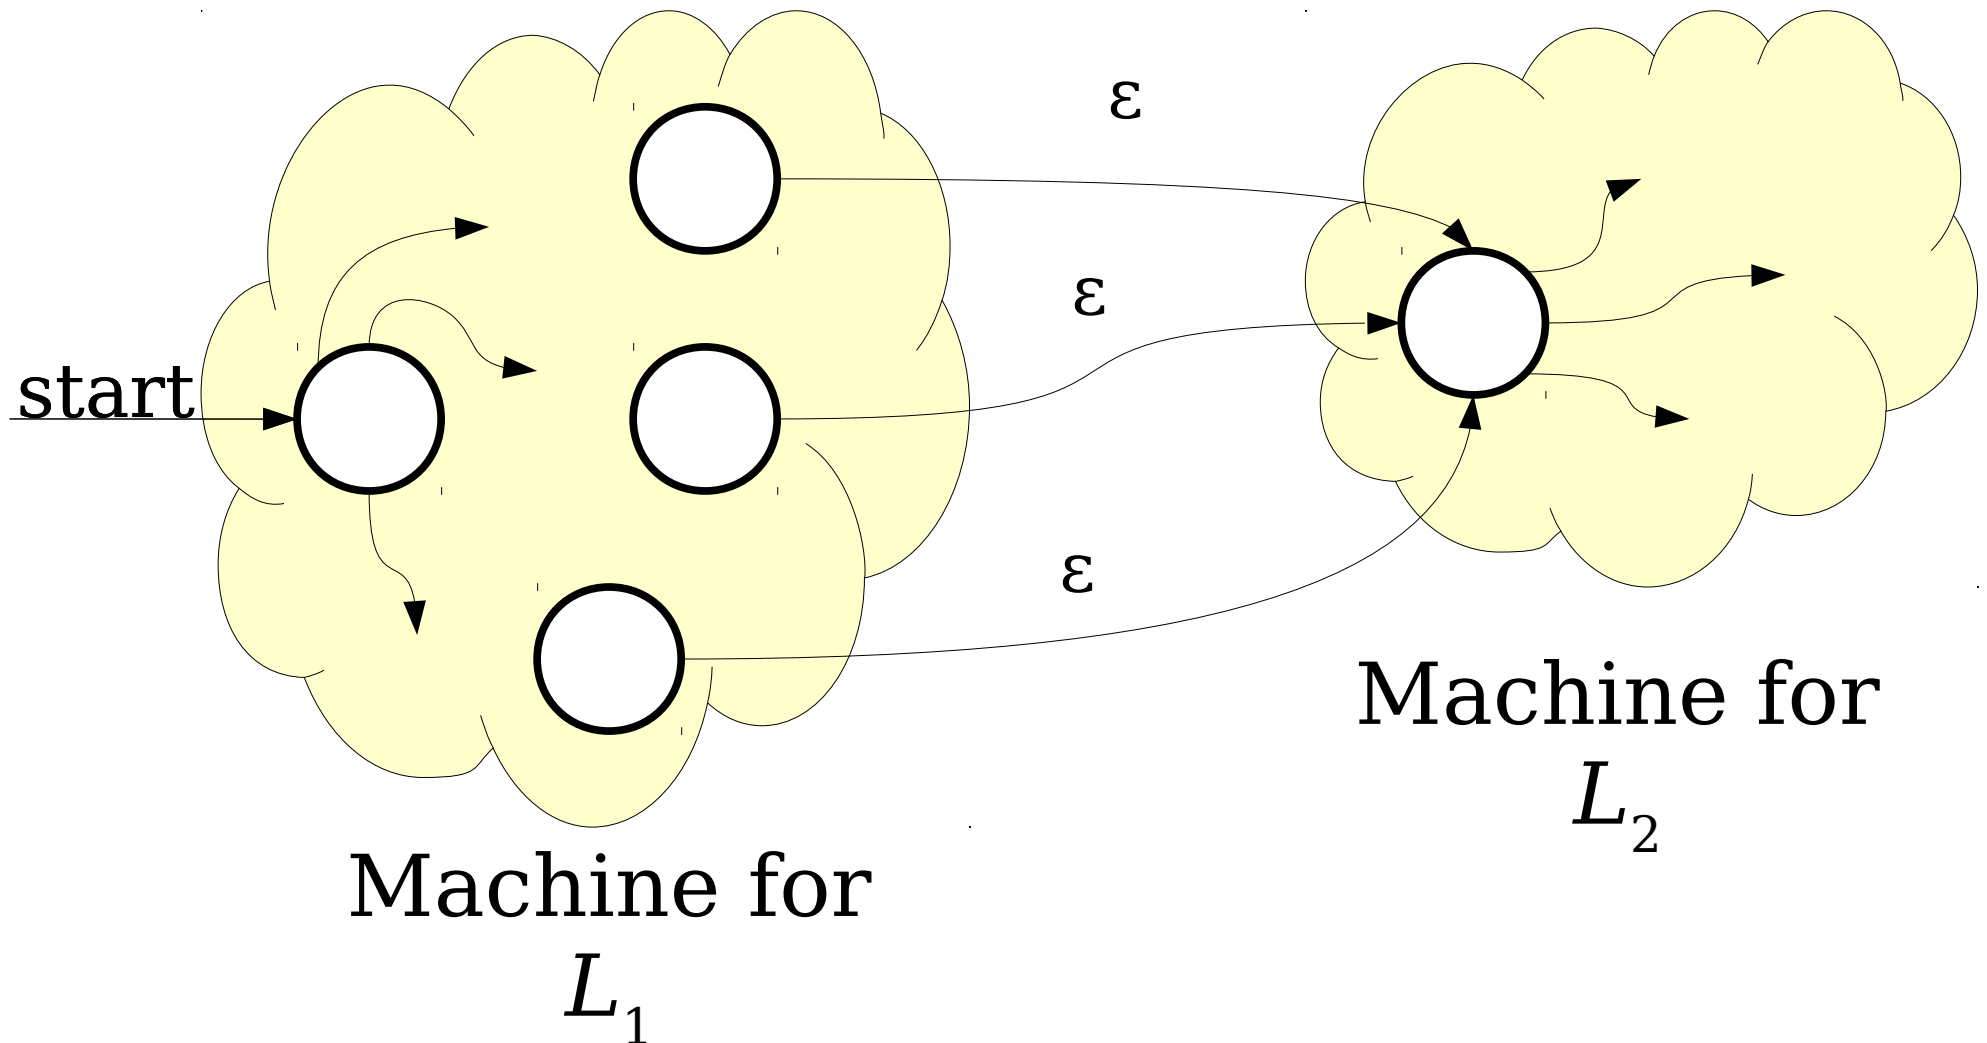 ε
ε
start
ε
Machine for
L2
Machine for
L1